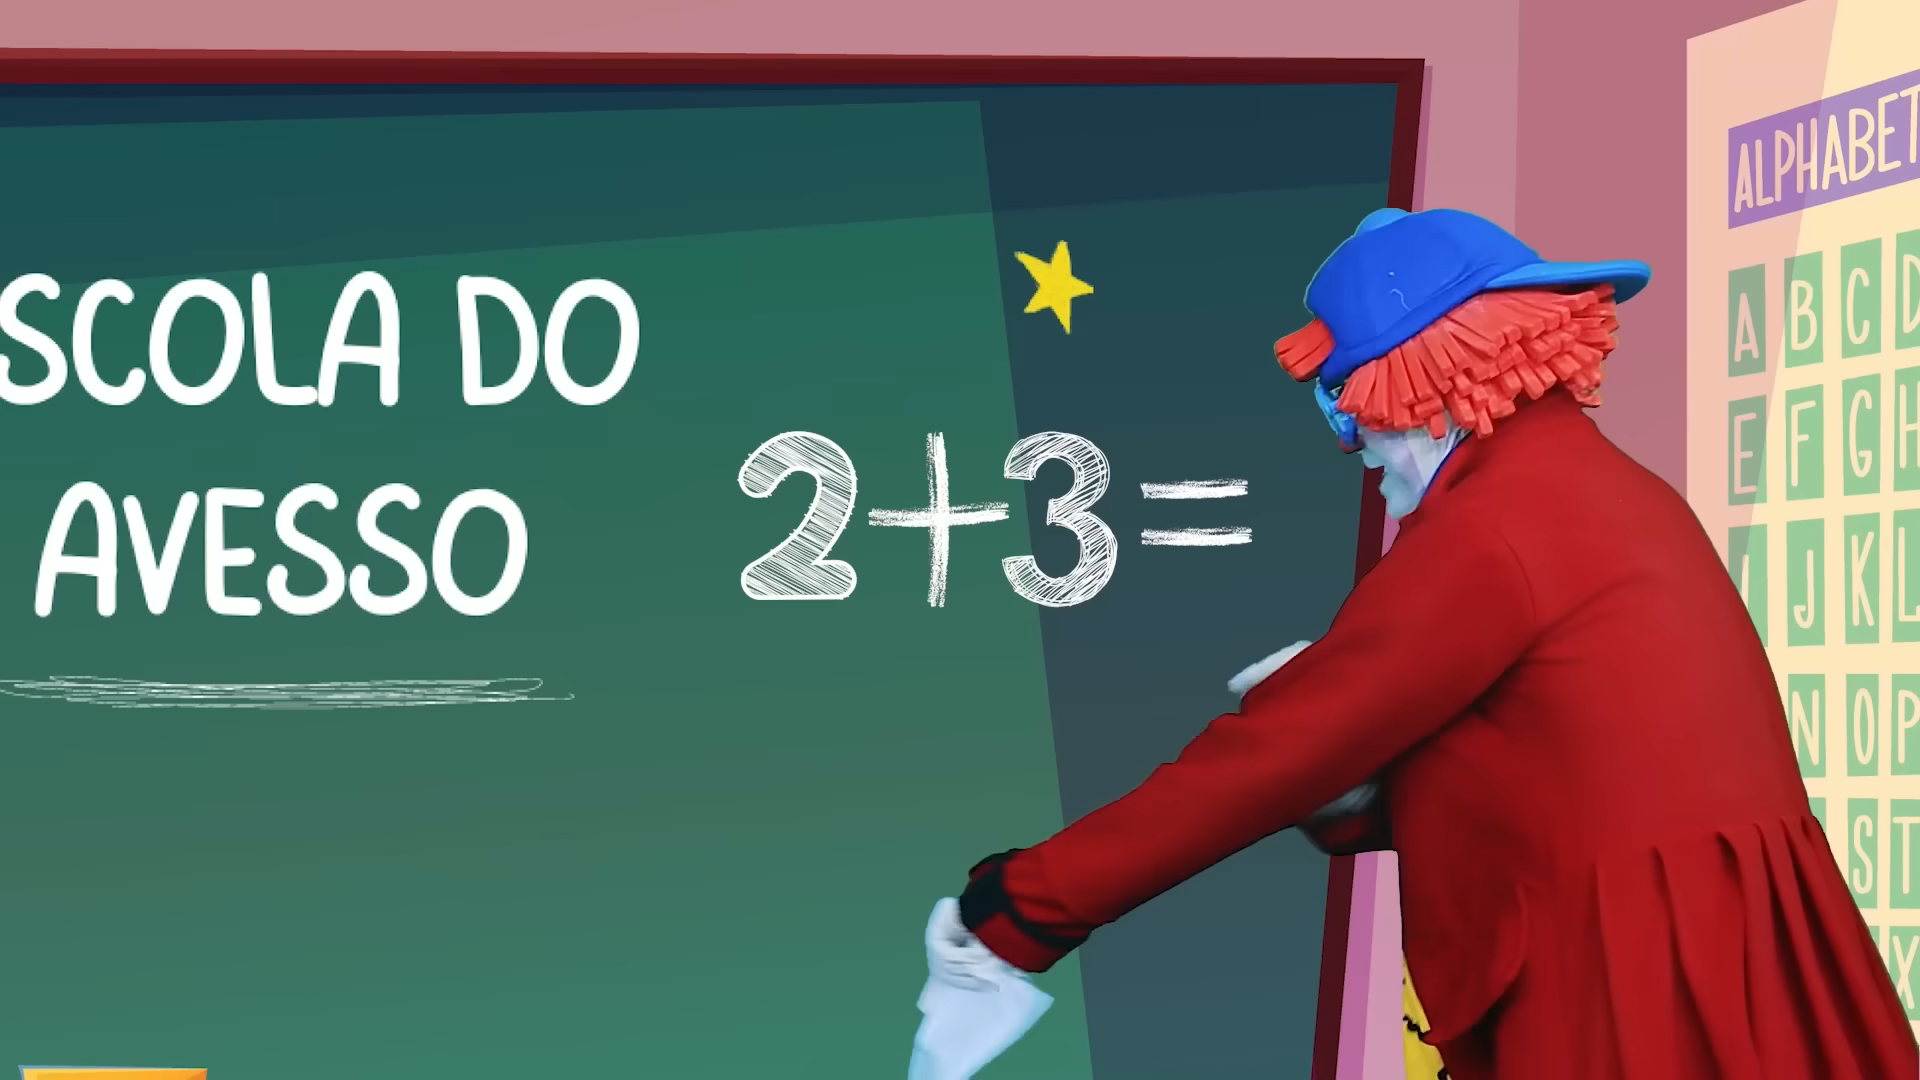 SCOLA DO
AVESSO
2+3=
ALPHABET
A B C D
E F G H
J K L
N O P
S T
X